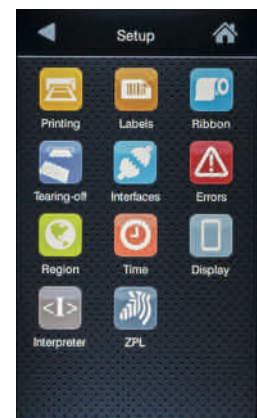 Setup
Printing Labels Ribbon
Tearing-off Interfaces Errors
Region Time Display
<I>
Interpreter ZPL